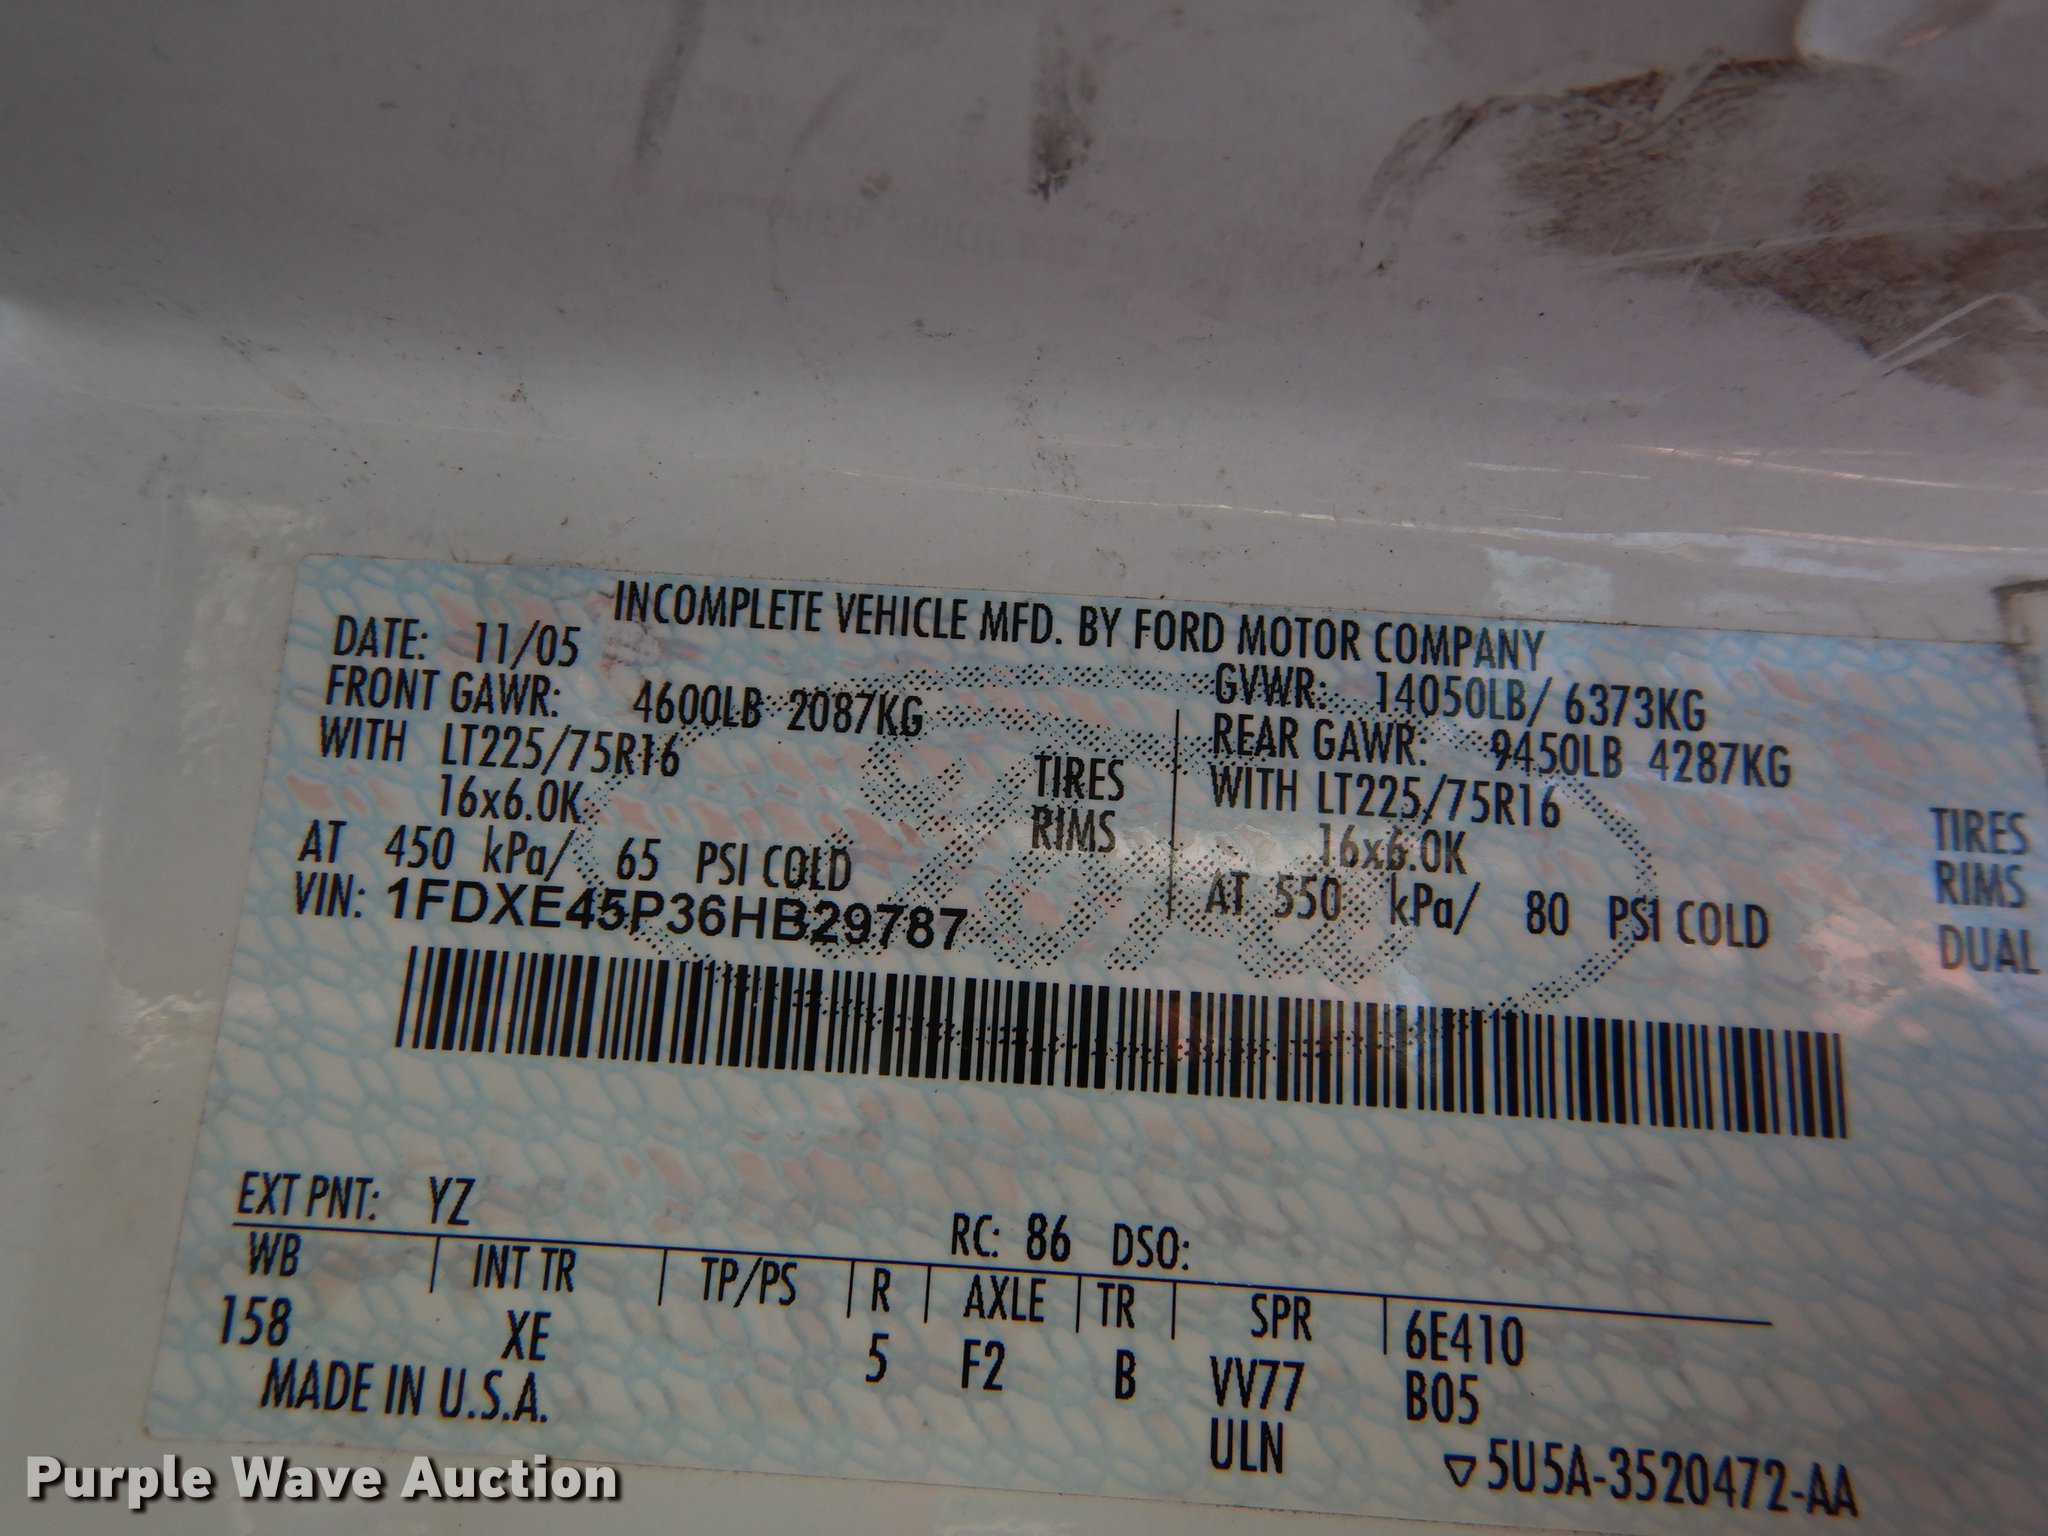 INCOMPLETE VEHICLE MFD. BY FORD MOTOR COMPANY
DATE: 11/05 GVWR: 14050LB/ 6373KG
FRONT GAWR: 4600LB 2087KG REAR GAWR: 9450LB 4287KG
WITH LT225/75R16 TIRES WITH LT225/75R16 TIRES
16x6.0K RIMS 16x6.0K RIMS
AT 450 kPa/ 65 PSI COLD AT 550 kPa/ 80 PSI COLD DUAL
VIN: 1FDXE45P36HB29787
EXT PNT: YZ RC: 86 DSO:
WB INT TR TP/PS R AXLE TR SPR 6E410
158 XE 5 F2 B VV77 B05
MADE IN U.S.A. ULN ▽5U5A-3520472-AA
Purple Wave Auction